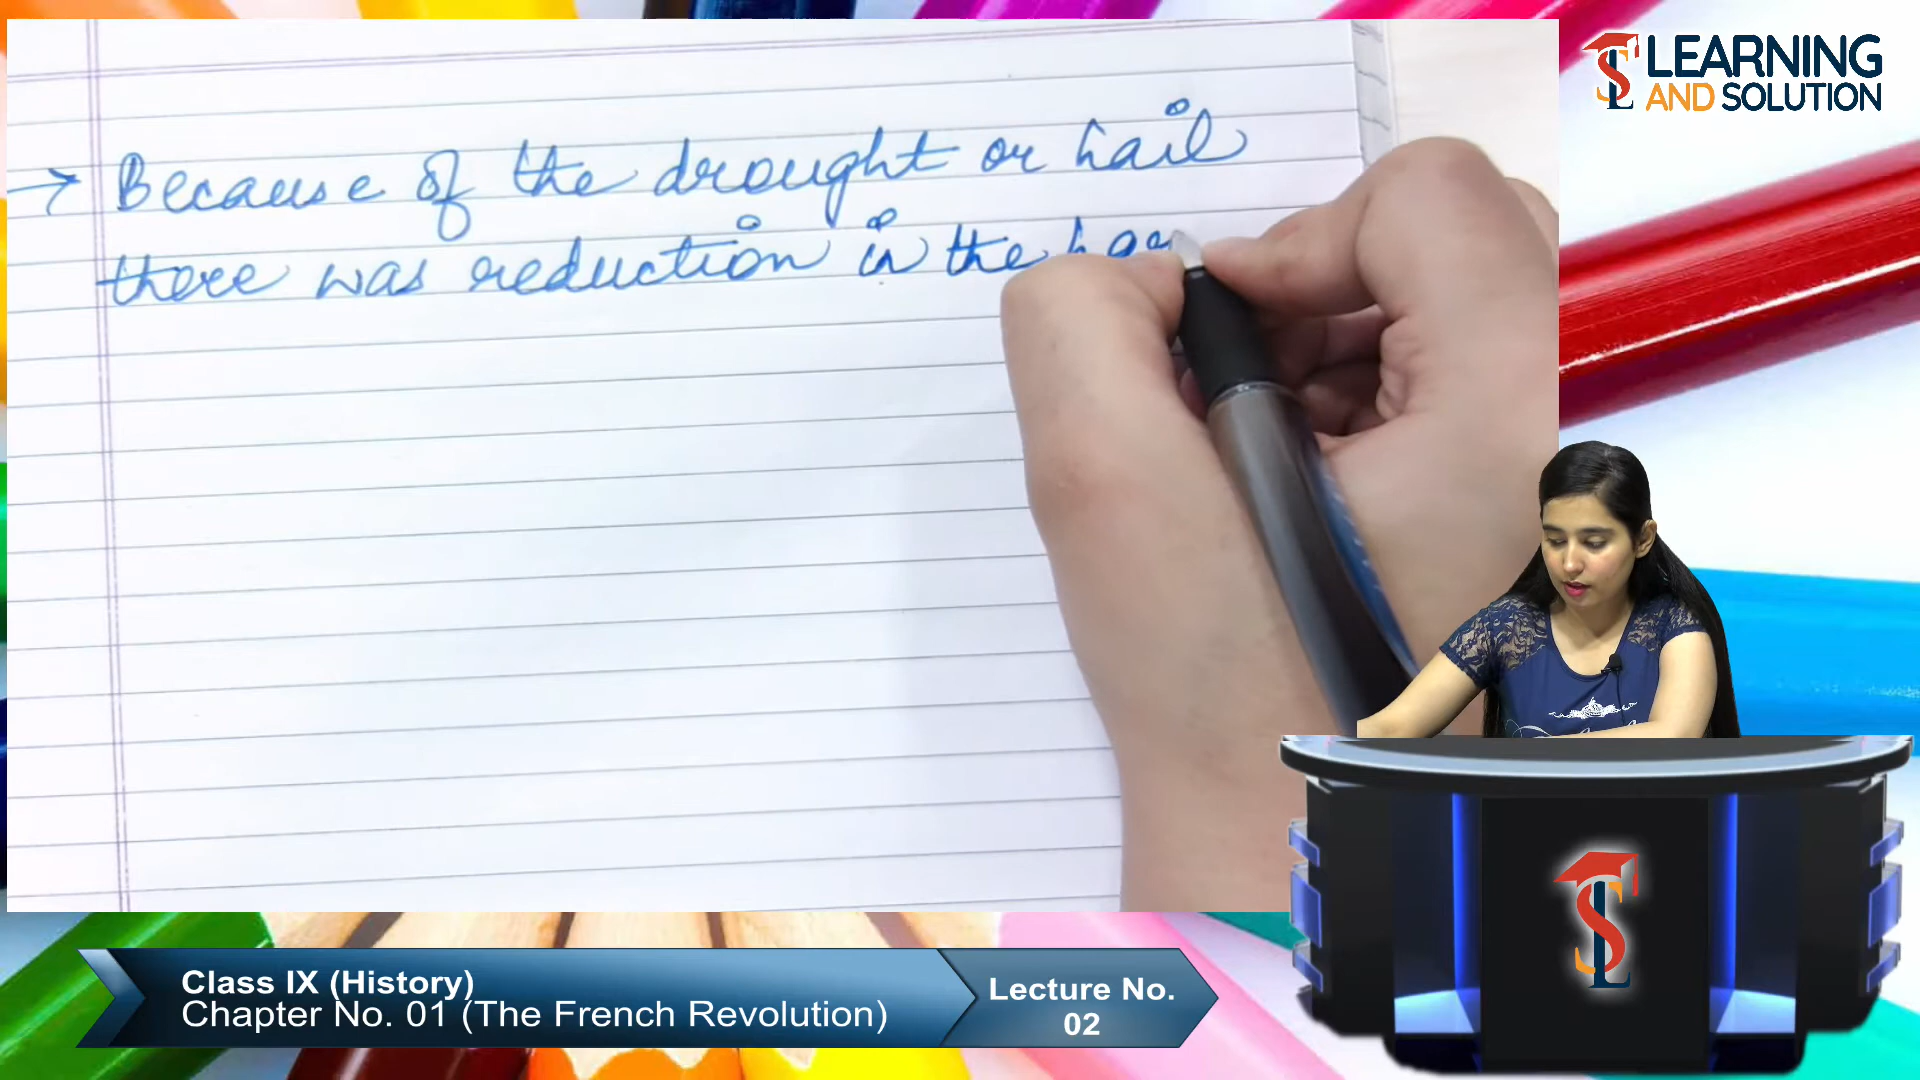 LEARNING
AND SOLUTION
→ Because of the drought or hail
there was reduction in the
Class IX (History)
Chapter No. 01 (The French Revolution)
Lecture No.
02